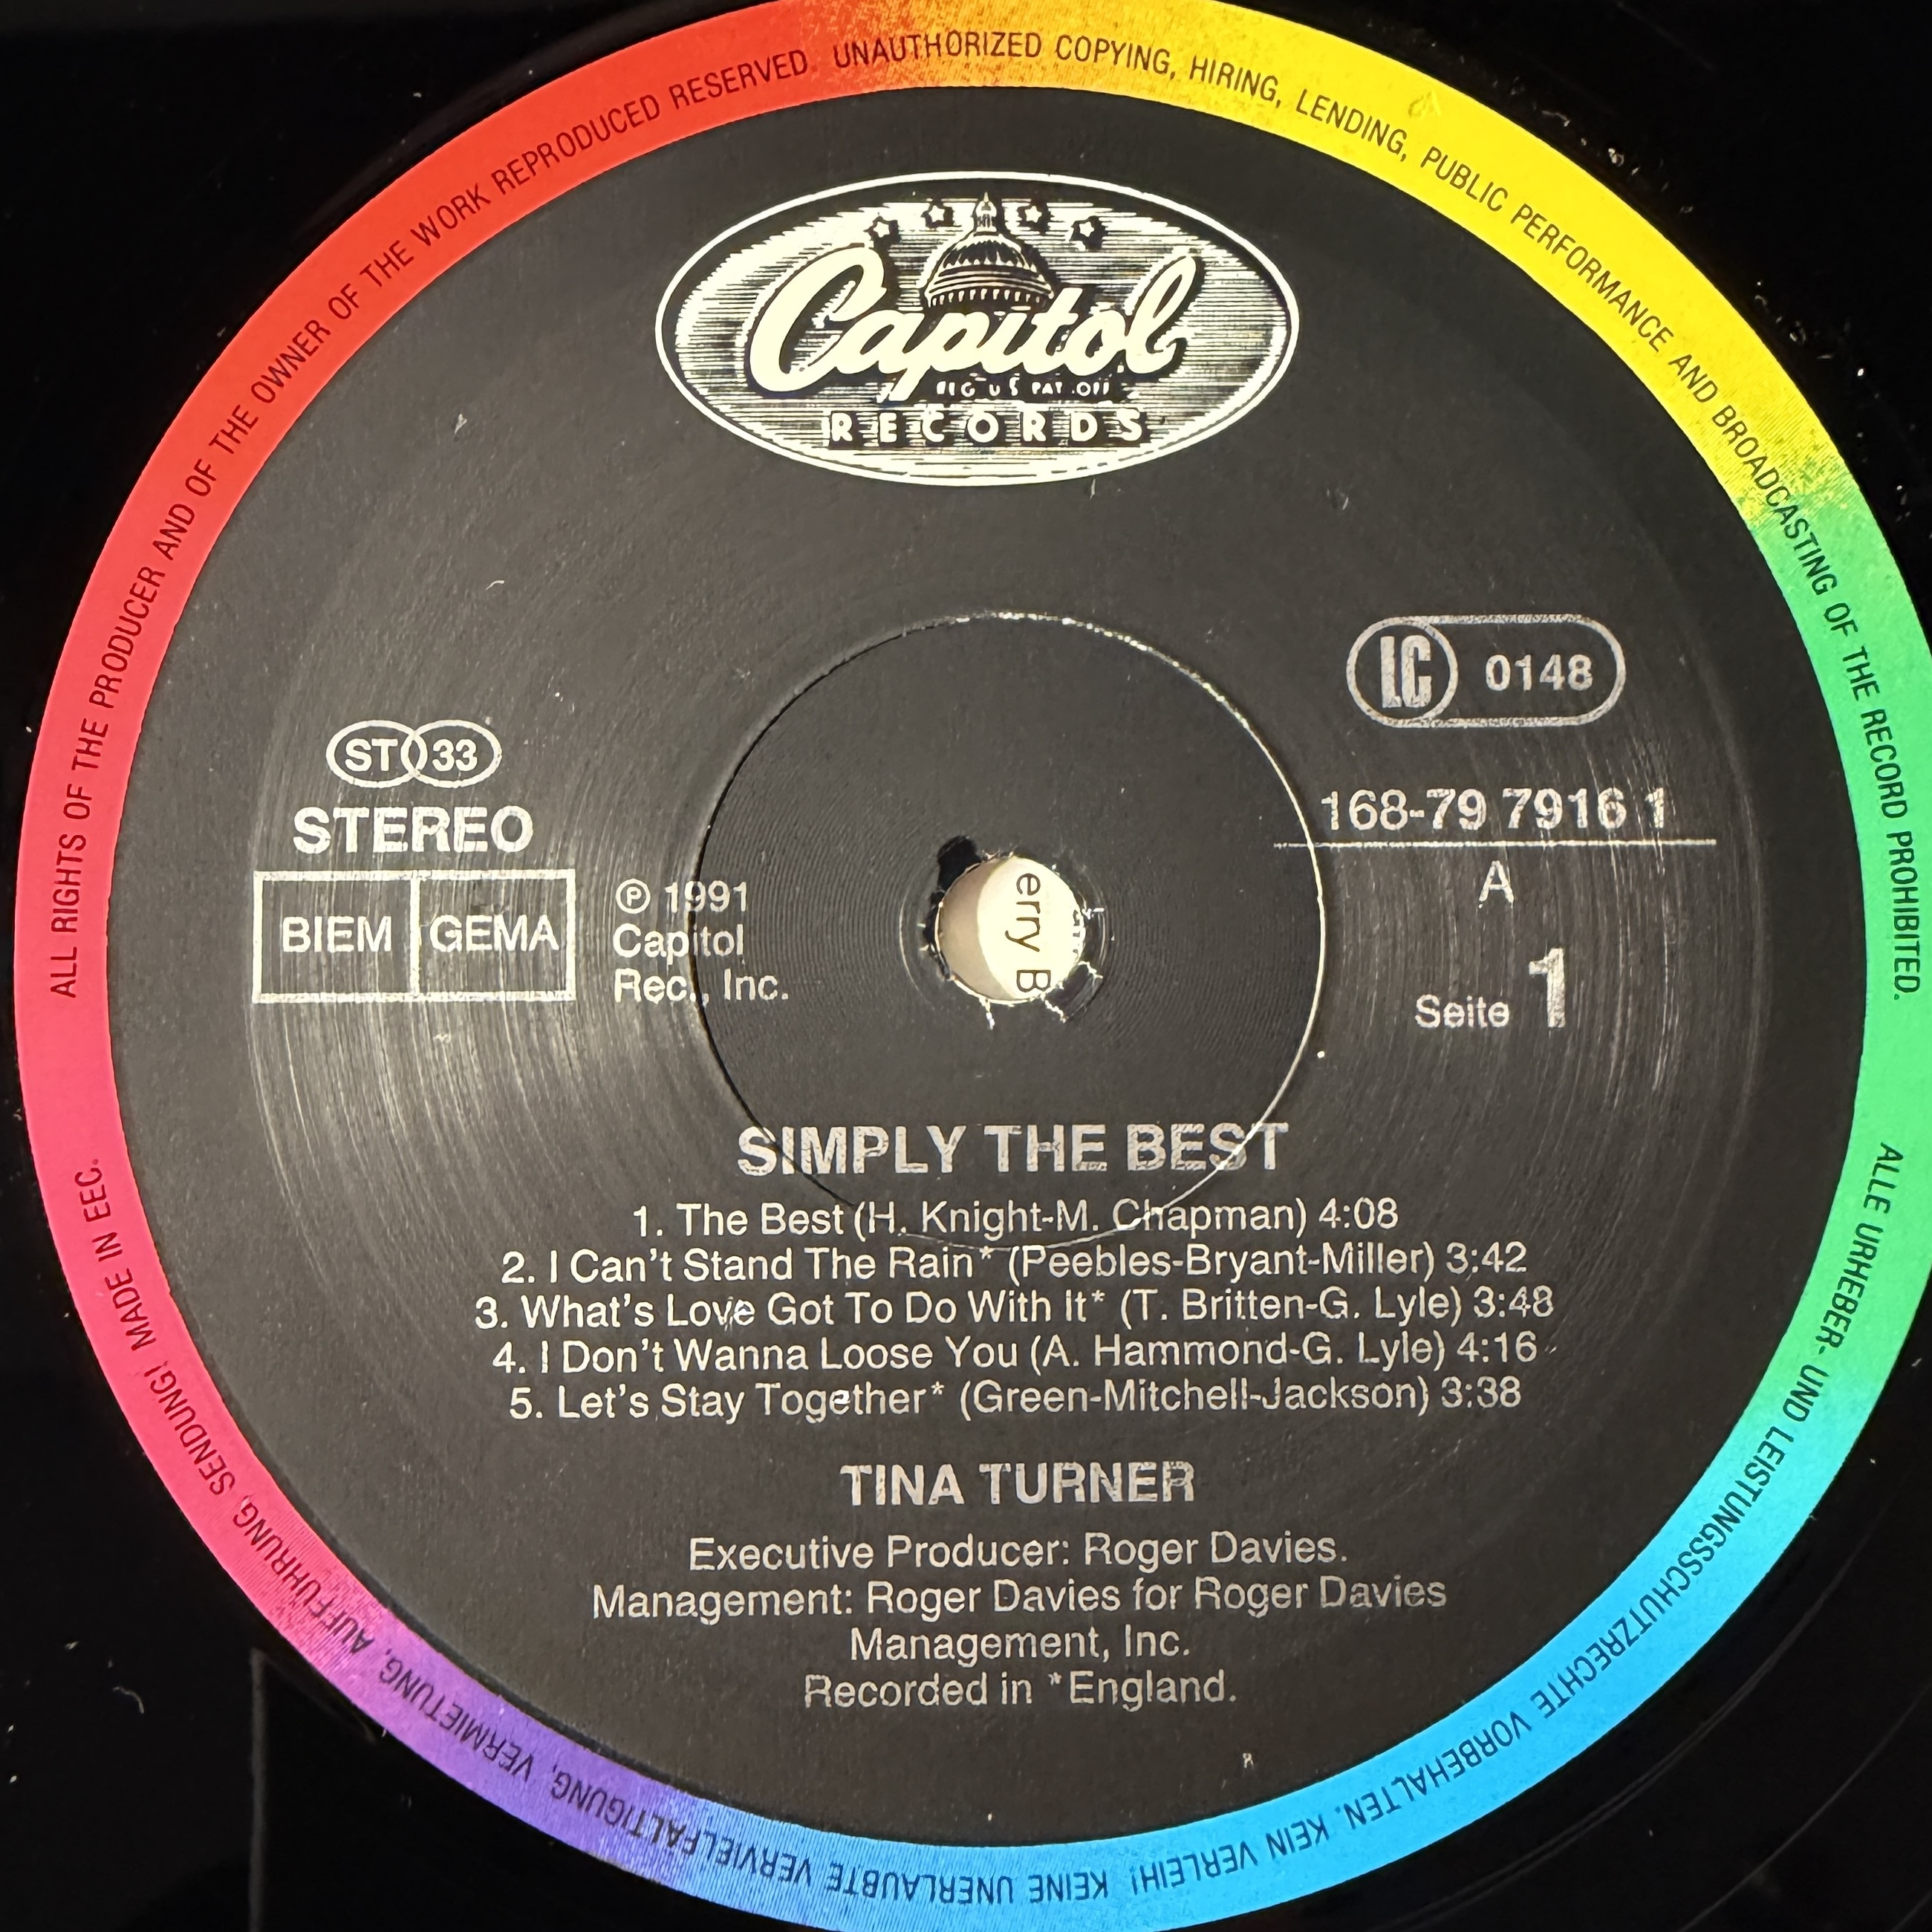 ALL RIGHTS OF THE PRODUCER AND OF THE OWNER OF THE WORK REPRODUCED RESERVED. UNAUTHORIZED COPYING, HIRING, LENDING, PUBLIC PERFORMANCE AND BROADCASTING OF THE RECORD PROHIBITED.
Capitol
REG. U.S. PAT. OFF.
RECORDS
LC 0148
ST 33
STEREO
BIEM GEMA
℗ 1991
Capitol
Rec., Inc.
168-79 7916 1
A
Seite 1
erry B
SIMPLY THE BEST
1. The Best (H. Knight-M. Chapman) 4:08
2. I Can't Stand The Rain* (Peebles-Bryant-Miller) 3:42
3. What's Love Got To Do With It* (T. Britten-G. Lyle) 3:48
4. I Don't Wanna Loose You (A. Hammond-G. Lyle) 4:16
5. Let's Stay Together* (Green-Mitchell-Jackson) 3:38
TINA TURNER
Executive Producer: Roger Davies.
Management: Roger Davies for Roger Davies
Management, Inc.
Recorded in *England.
ALLE URHEBER- UND LEISTUNGSSCHUTZRECHTE VORBEHALTEN. KEIN VERLEIH! KEINE UNERLAUBTE VERVIELFÄLTIGUNG, VERMIETUNG, AUFFÜHRUNG, SENDUNG! MADE IN EEC.